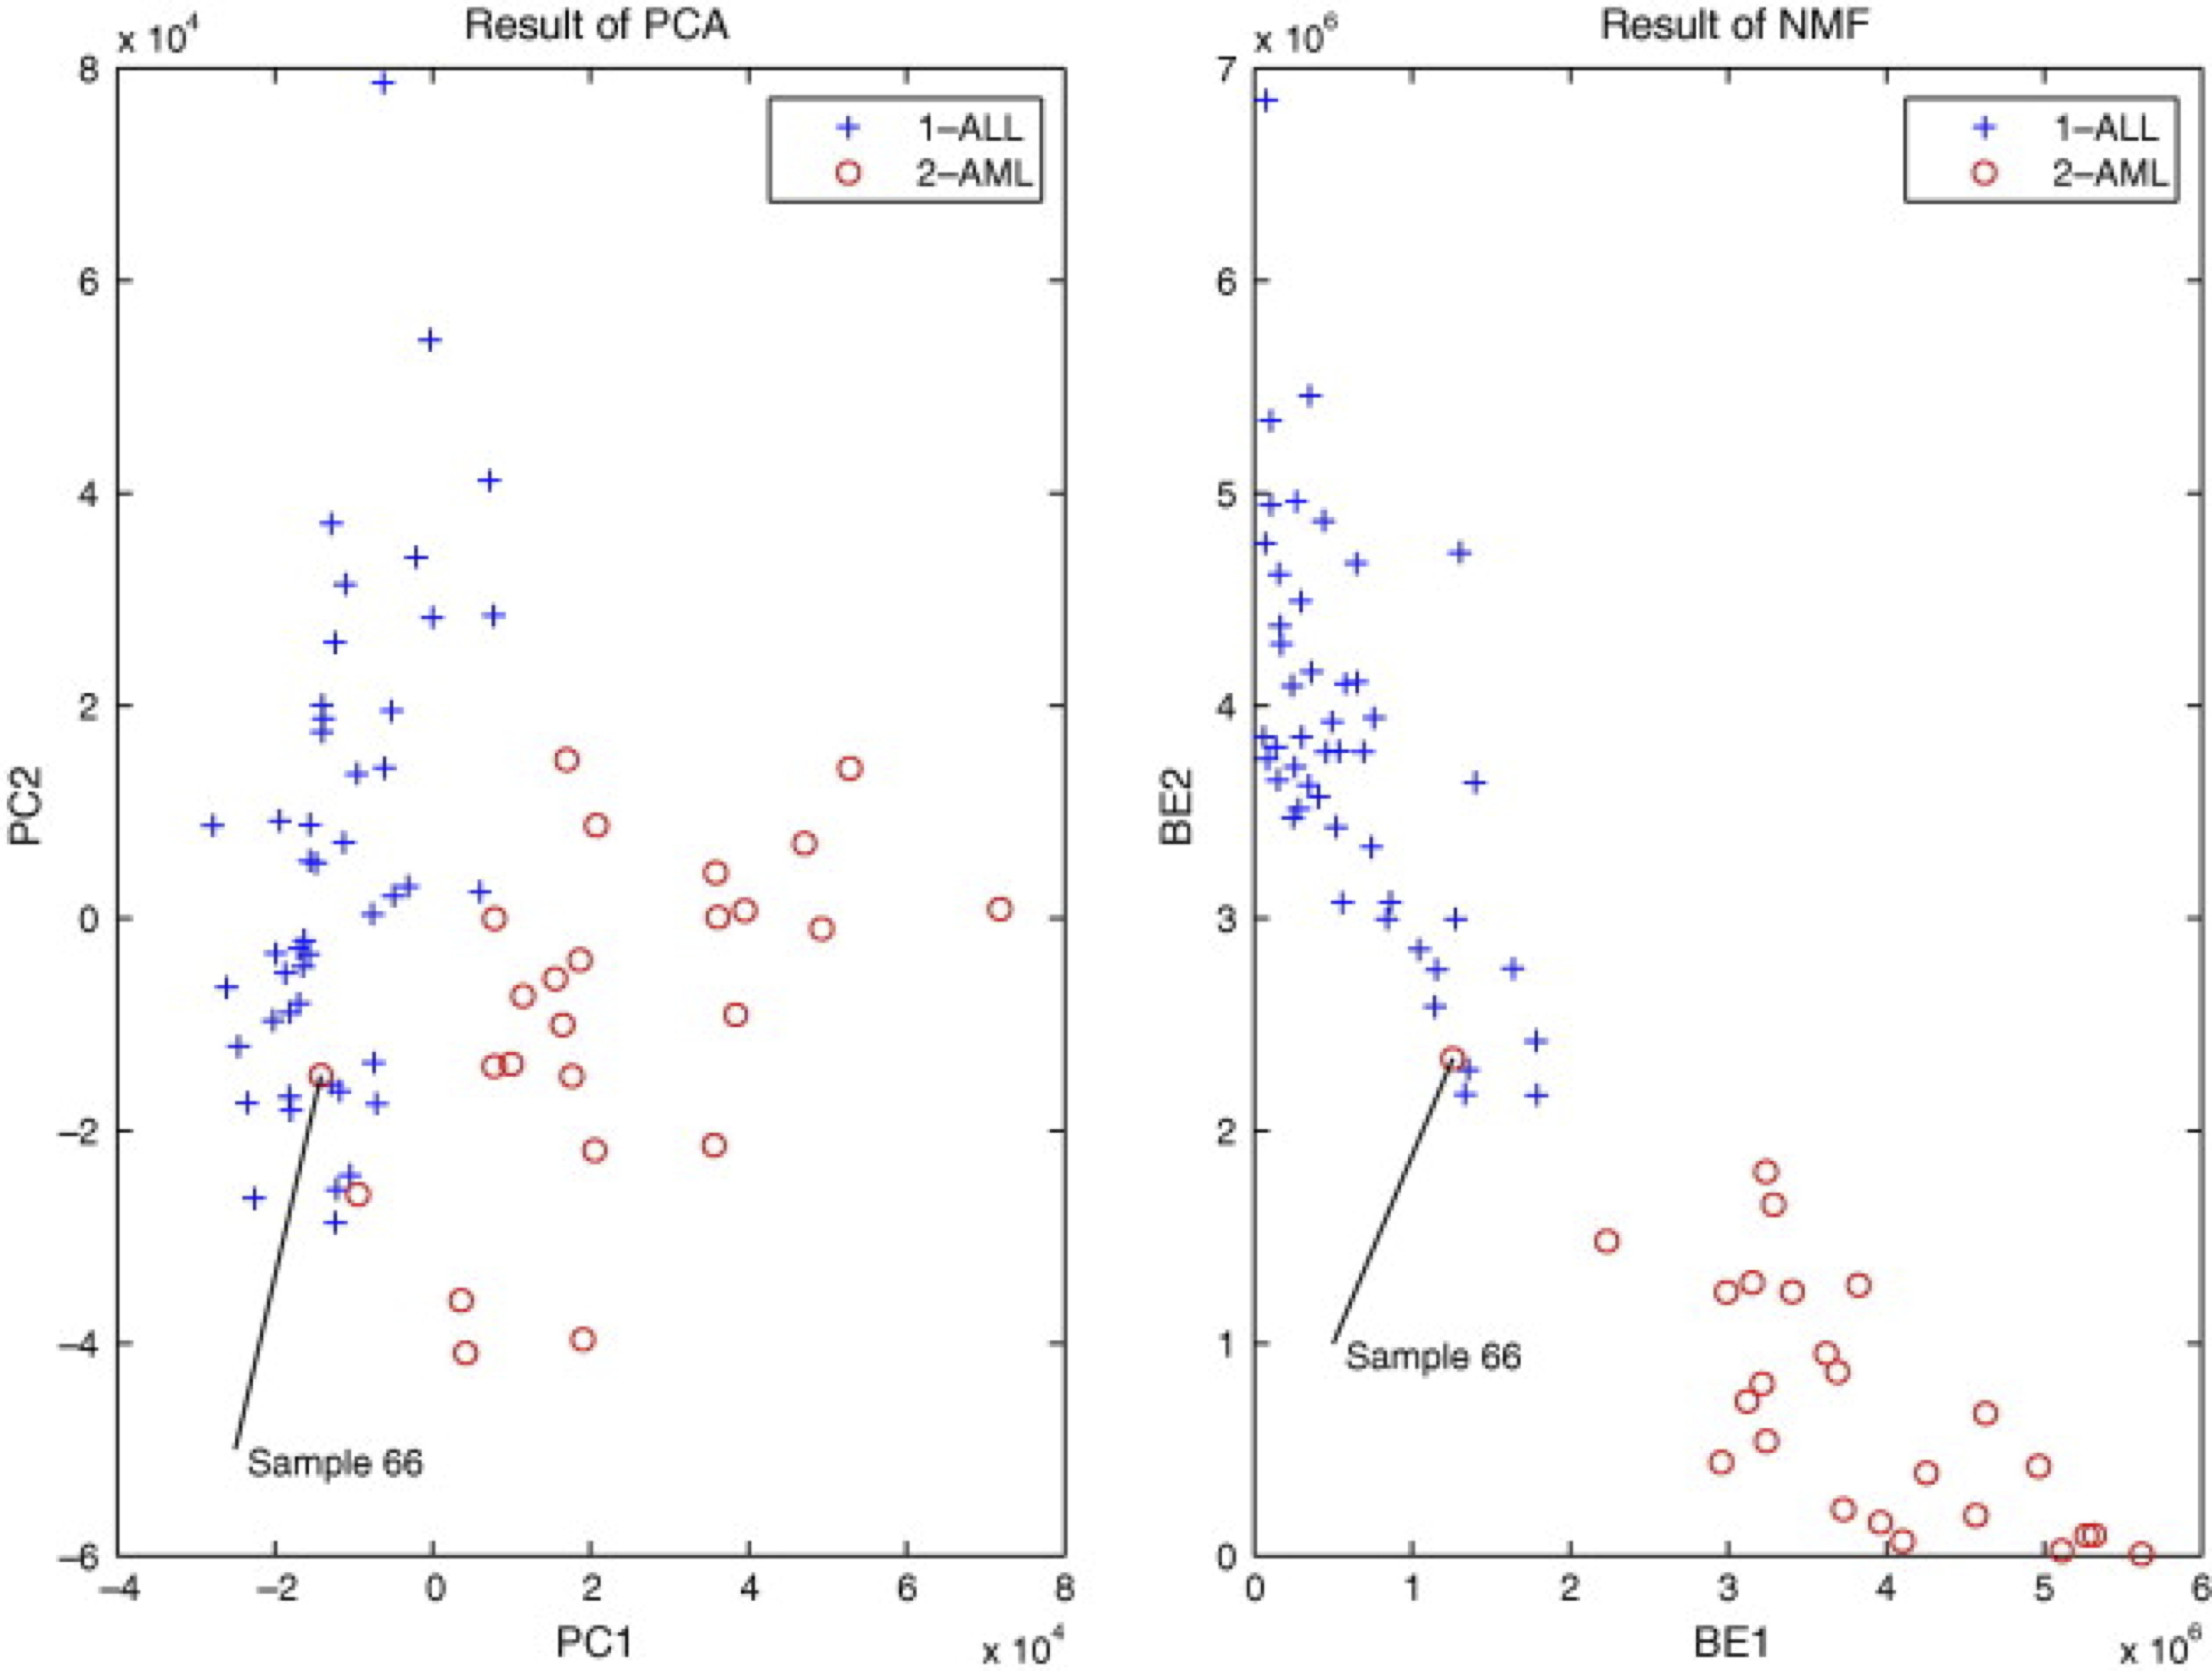 Result of PCA
x 10^4
8
6
4
2
0
−2
−4
−6
PC2
1−ALL
2−AML
Sample 66
−4 −2 0 2 4 6 8
PC1
x 10^4
Result of NMF
x 10^6
7
6
5
4
3
2
1
0
BE2
1−ALL
2−AML
Sample 66
0 1 2 3 4 5 6
BE1
x 10^6